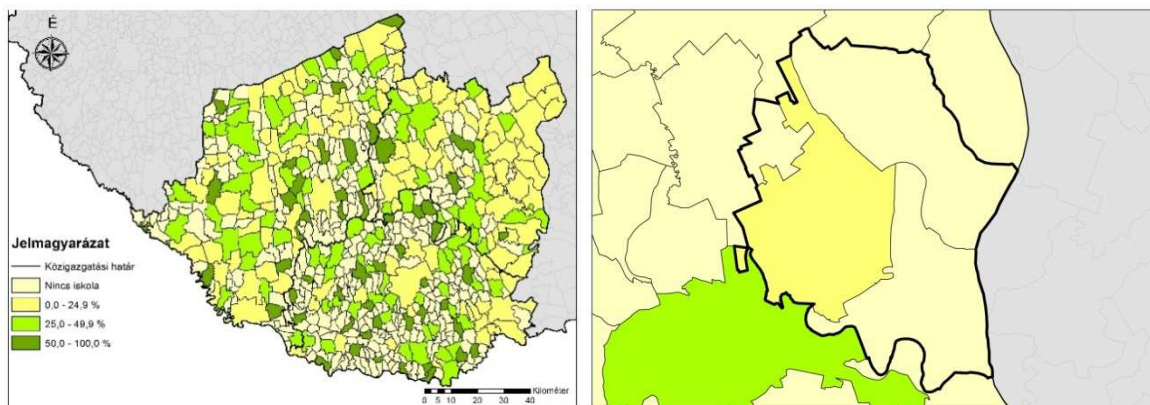 É
Jelmagyarázat
Közigazgatási határ
Nincs iskola
0,0 - 24,9 %
25,0 - 49,9 %
50,0 - 100,0 %
Kilométer
0 5 10 20 30 40